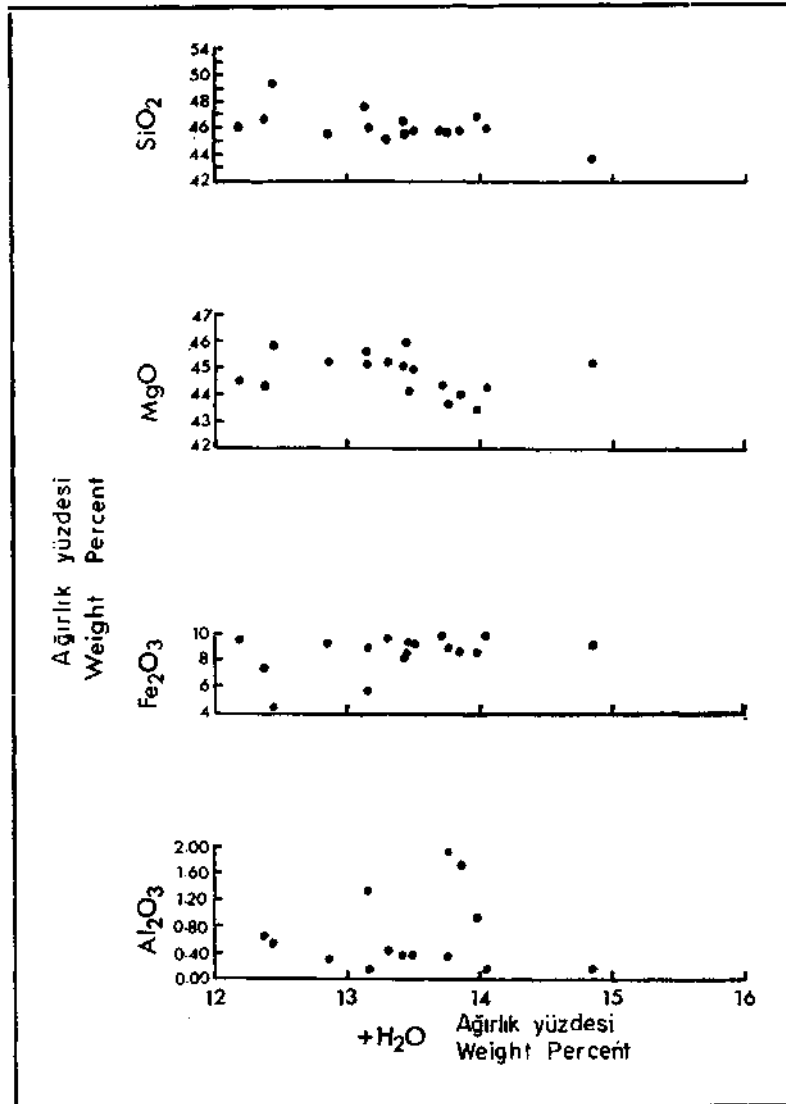 54
50
48
46
44
42
SiO2
47
46
45
44
43
42
MgO
Ağırlık yüzdesi
Weight Percent
10
8
6
4
Fe2O3
2.00
1.60
1.20
0.80
0.40
0.00
Al2O3
12 13 14 15 16
+H2O Ağırlık yüzdesi
Weight Percent